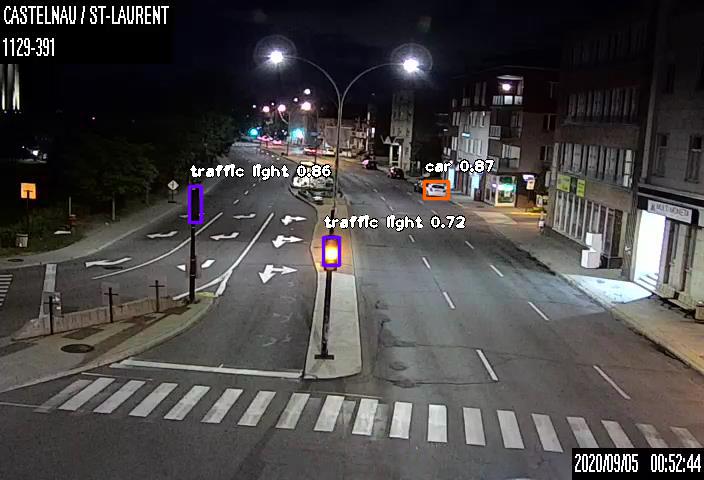 CASTELNAU / ST-LAURENT
1129-391
traffic light 0.86
car 0.87
traffic light 0.72
2020/09/05 00:52:44